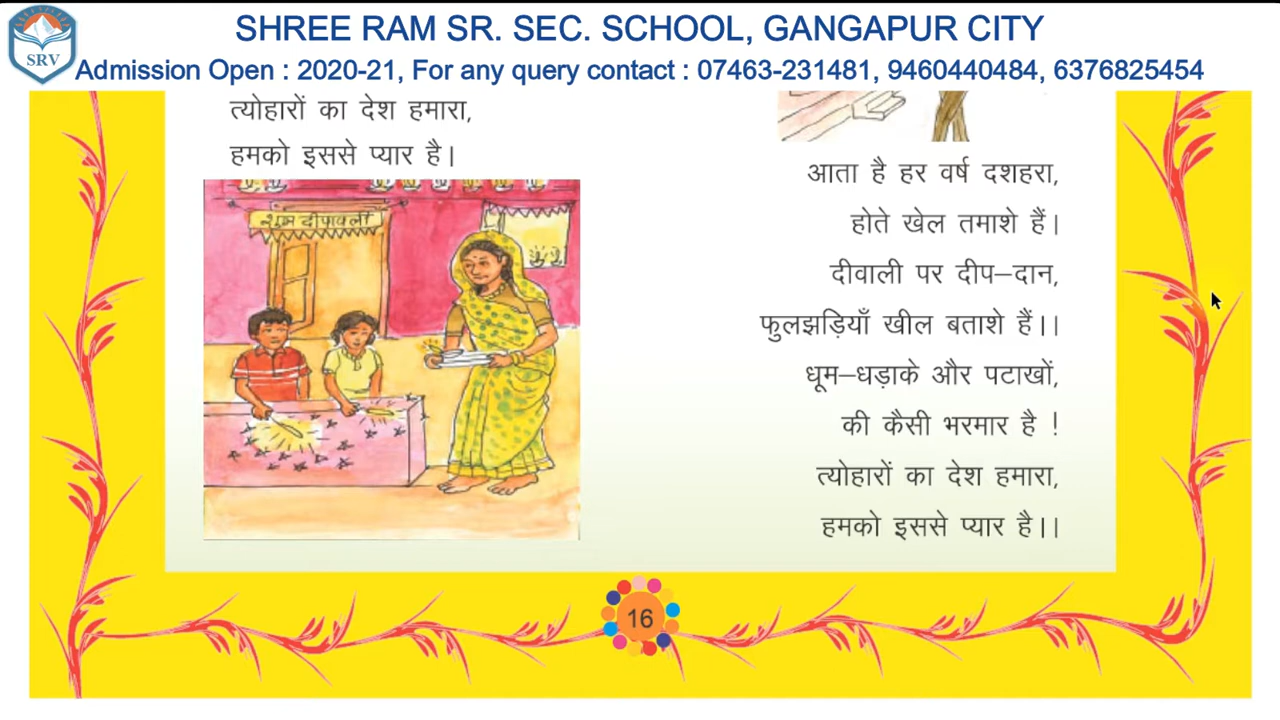 SHREE RAM SR. SEC. SCHOOL, GANGAPUR CITY
SRV
Admission Open : 2020-21, For any query contact : 07463-231481, 9460440484, 6376825454
त्योहारों का देश हमारा,
हमको इससे प्यार है।
शुभ दीपावली
आता है हर वर्ष दशहरा,
होते खेल तमाशे हैं।
दीवाली पर दीप–दान,
फुलझड़ियाँ खील बताशे हैं।।
धूम–धड़ाके और पटाखों,
की कैसी भरमार है !
त्योहारों का देश हमारा,
हमको इससे प्यार है।।
16